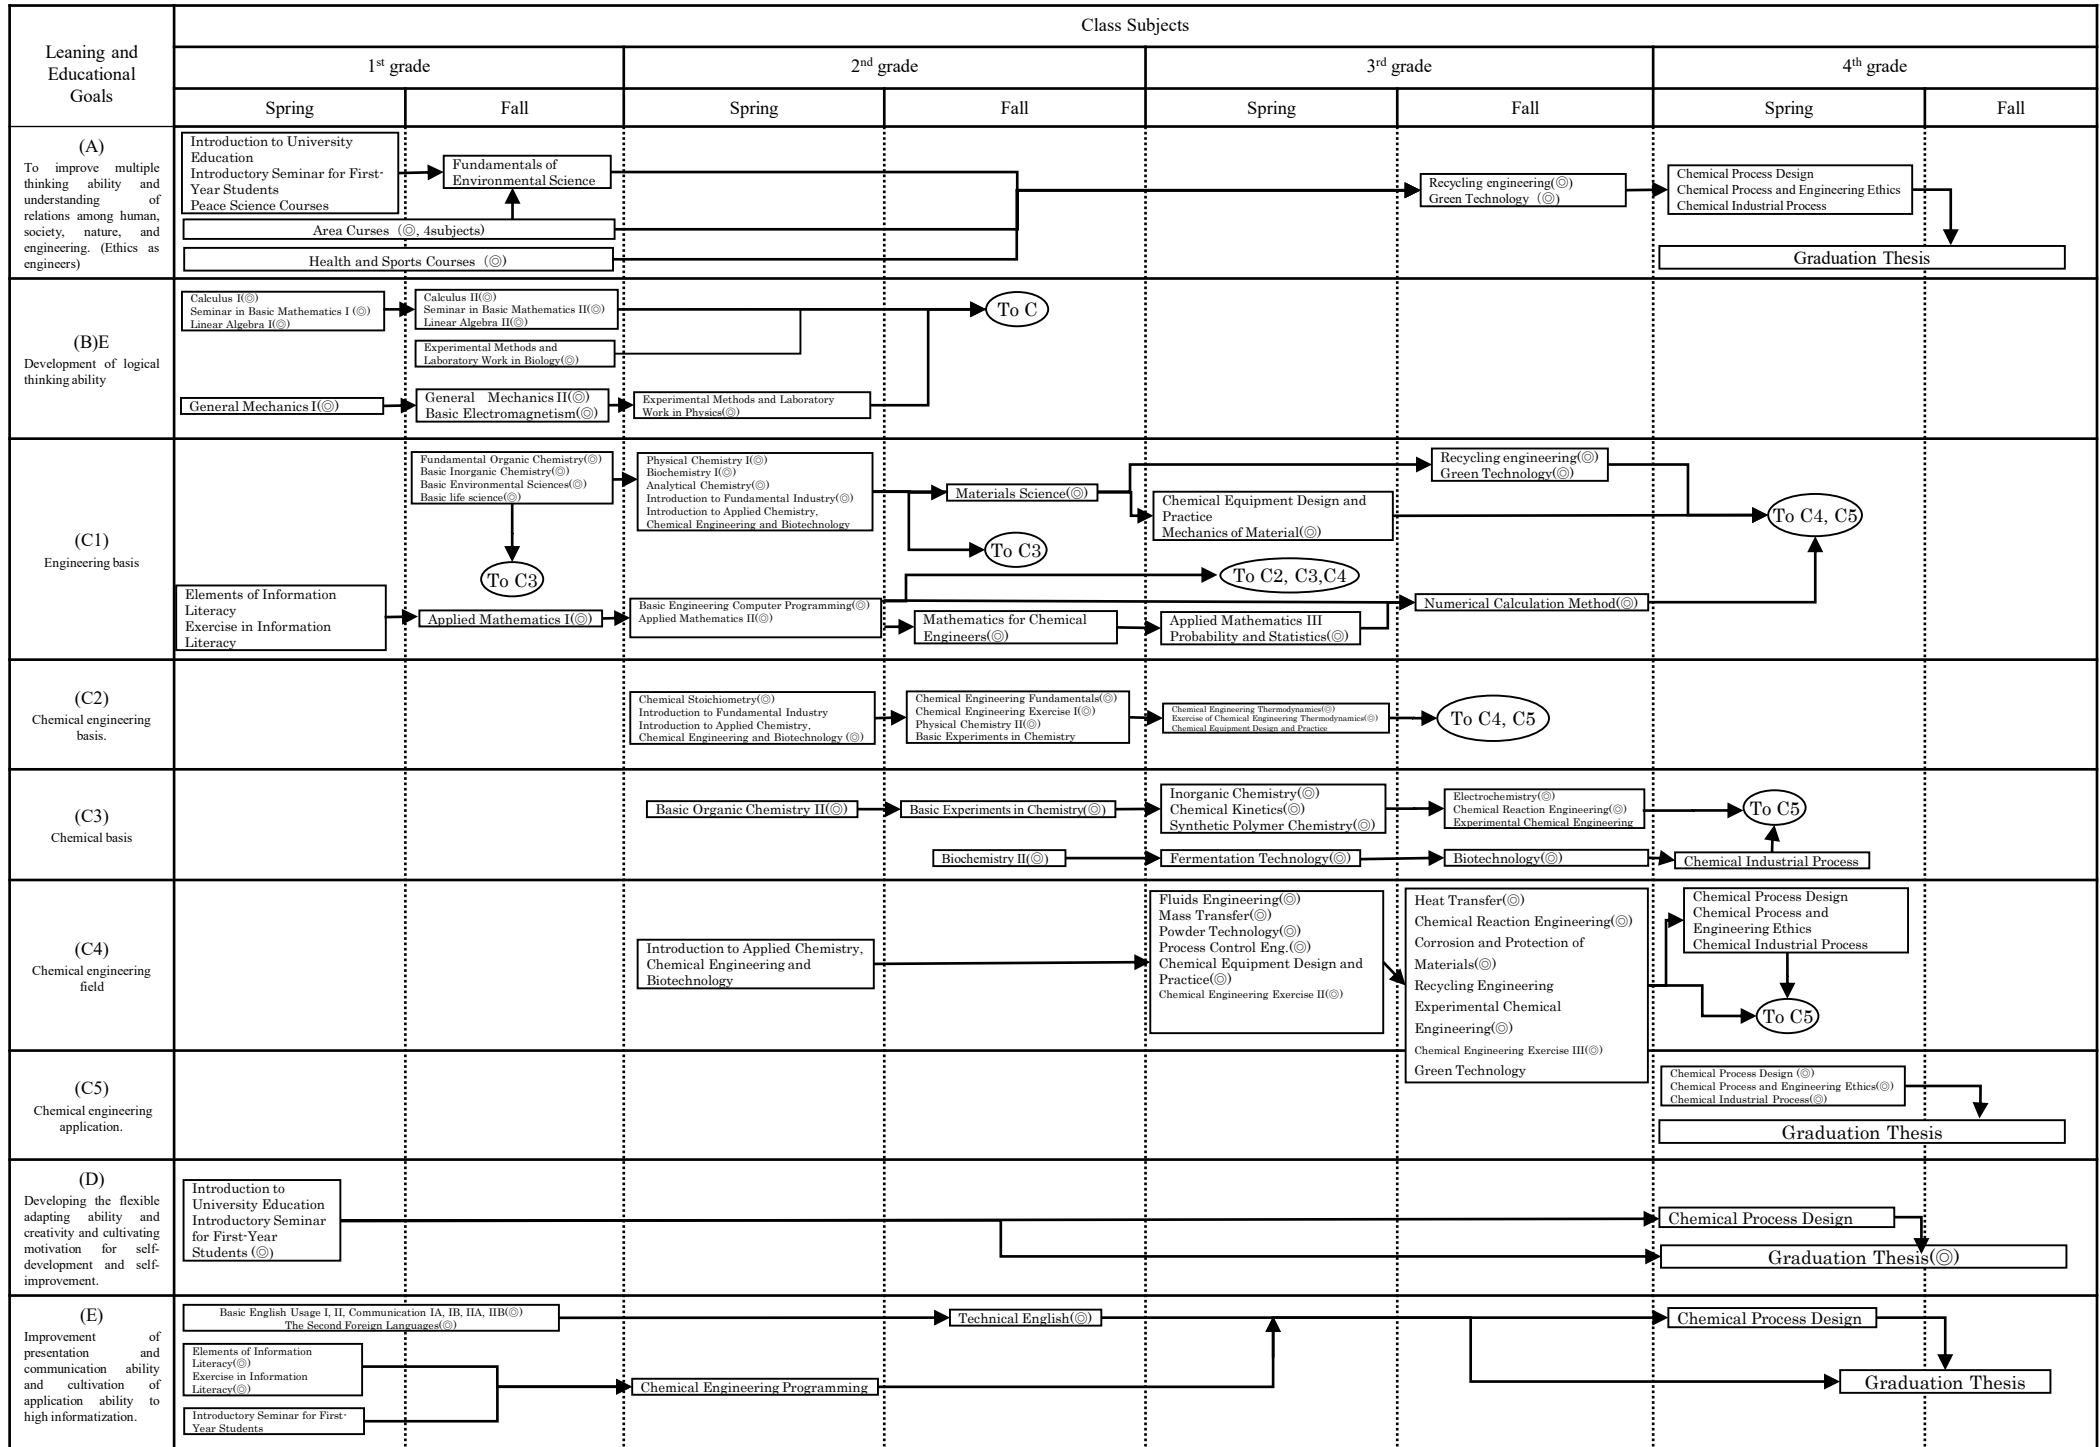 Leaning and
Educational
Goals
Class Subjects
1st grade
2nd grade
3rd grade
4th grade
Spring
Fall
Spring
Fall
Spring
Fall
Spring
Fall
(A)
To improve multiple
thinking ability and
understanding of
relations among human,
society, nature, and
engineering. (Ethics as
engineers)
Introduction to University
Education
Introductory Seminar for First-
Year Students
Peace Science Courses
Fundamentals of
Environmental Science
Area Curses (◎, 4subjects)
Health and Sports Courses (◎)
Recycling engineering(◎)
Green Technology (◎)
Chemical Process Design
Chemical Process and Engineering Ethics
Chemical Industrial Process
Graduation Thesis
(B)E
Development of logical
thinking ability
Calculus I(◎)
Seminar in Basic Mathematics I (◎)
Linear Algebra I(◎)
Calculus II(◎)
Seminar in Basic Mathematics II(◎)
Linear Algebra II(◎)
To C
Experimental Methods and
Laboratory Work in Biology(◎)
General Mechanics I(◎)
General Mechanics II(◎)
Basic Electromagnetism(◎)
Experimental Methods and Laboratory
Work in Physics(◎)
(C1)
Engineering basis
Fundamental Organic Chemistry(◎)
Basic Inorganic Chemistry(◎)
Basic Environmental Sciences(◎)
Basic life science(◎)
To C3
Physical Chemistry I(◎)
Biochemistry I(◎)
Analytical Chemistry(◎)
Introduction to Fundamental Industry(◎)
Introduction to Applied Chemistry,
Chemical Engineering and Biotechnology
Materials Science(◎)
To C3
Chemical Equipment Design and
Practice
Mechanics of Material(◎)
Recycling engineering(◎)
Green Technology(◎)
To C4, C5
To C2, C3,C4
Elements of Information
Literacy
Exercise in Information
Literacy
Applied Mathematics I(◎)
Basic Engineering Computer Programming(◎)
Applied Mathematics II(◎)
Mathematics for Chemical
Engineers(◎)
Applied Mathematics III
Probability and Statistics(◎)
Numerical Calculation Method(◎)
(C2)
Chemical engineering
basis.
Chemical Stoichiometry(◎)
Introduction to Fundamental Industry
Introduction to Applied Chemistry,
Chemical Engineering and Biotechnology (◎)
Chemical Engineering Fundamentals(◎)
Chemical Engineering Exercise I(◎)
Physical Chemistry II(◎)
Basic Experiments in Chemistry
Chemical Engineering Thermodynamics(◎)
Exercise of Chemical Engineering Thermodynamics(◎)
Chemical Equipment Design and Practice
To C4, C5
(C3)
Chemical basis
Basic Organic Chemistry II(◎)
Basic Experiments in Chemistry(◎)
Inorganic Chemistry(◎)
Chemical Kinetics(◎)
Synthetic Polymer Chemistry(◎)
Electrochemistry(◎)
Chemical Reaction Engineering(◎)
Experimental Chemical Engineering
To C5
Biochemistry II(◎)
Fermentation Technology(◎)
Biotechnology(◎)
Chemical Industrial Process
(C4)
Chemical engineering
field
Introduction to Applied Chemistry,
Chemical Engineering and
Biotechnology
Fluids Engineering(◎)
Mass Transfer(◎)
Powder Technology(◎)
Process Control Eng.(◎)
Chemical Equipment Design and
Practice(◎)
Chemical Engineering Exercise II(◎)
Heat Transfer(◎)
Chemical Reaction Engineering(◎)
Corrosion and Protection of
Materials(◎)
Recycling Engineering
Experimental Chemical
Engineering(◎)
Chemical Engineering Exercise III(◎)
Green Technology
Chemical Process Design
Chemical Process and
Engineering Ethics
Chemical Industrial Process
To C5
(C5)
Chemical engineering
application.
Chemical Process Design (◎)
Chemical Process and Engineering Ethics(◎)
Chemical Industrial Process(◎)
Graduation Thesis
(D)
Developing the flexible
adapting ability and
creativity and cultivating
motivation for self-
development and self-
improvement.
Introduction to
University Education
Introductory Seminar
for First-Year
Students (◎)
Chemical Process Design
Graduation Thesis(◎)
(E)
Improvement of
presentation and
communication ability
and cultivation of
application ability to
high informatization.
Basic English Usage I, II, Communication IA, IB, IIA, IIB(◎)
The Second Foreign Languages(◎)
Technical English(◎)
Chemical Process Design
Elements of Information
Literacy(◎)
Exercise in Information
Literacy(◎)
Chemical Engineering Programming
Graduation Thesis
Introductory Seminar for First-
Year Students